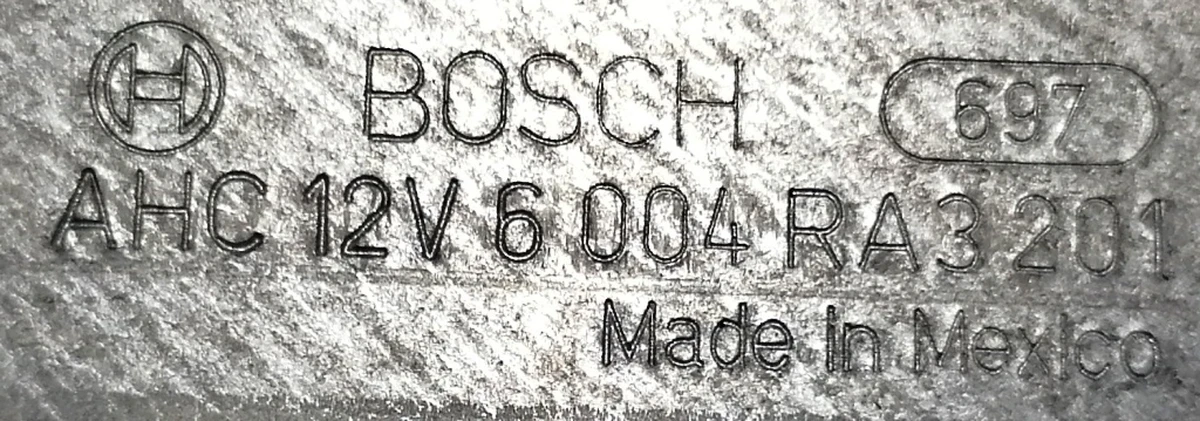 BOSCH 697
AHC 12V 6 004 RA3 201
Made in Mexico